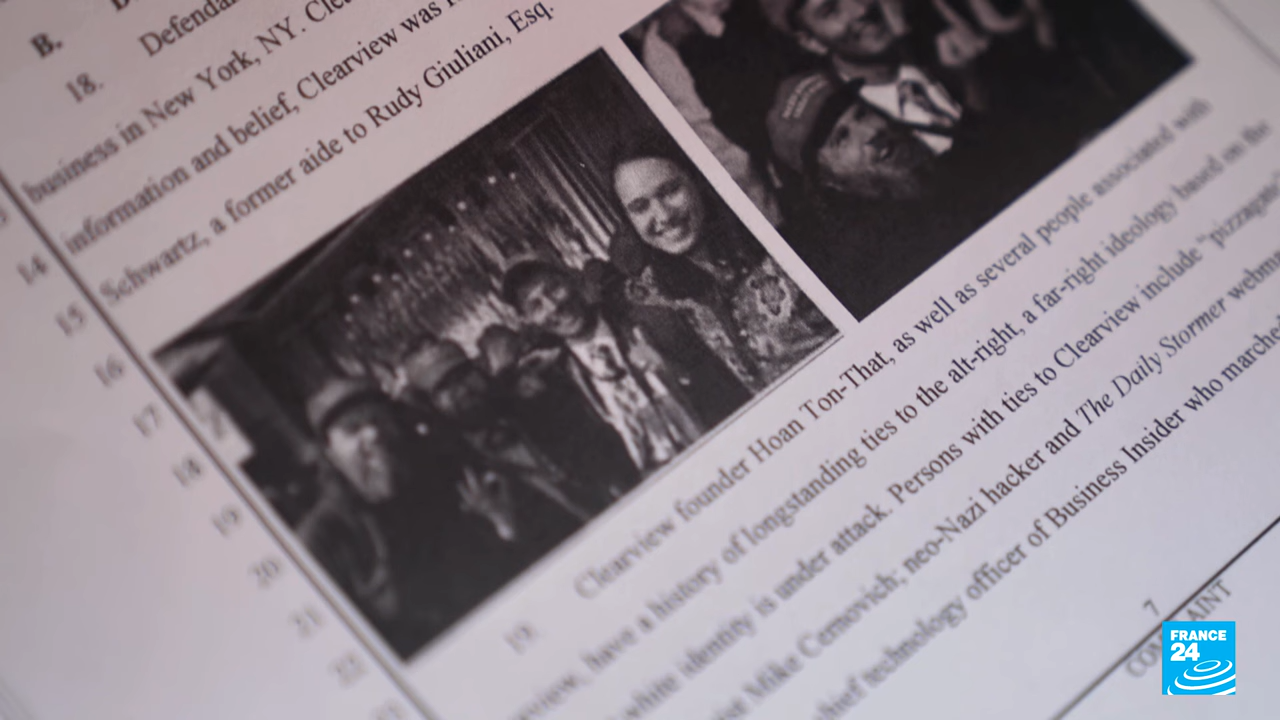 B.
18. Defenda
business in New York, NY. Cle
information and belief, Clearview was
Schwartz, a former aide to Rudy Giuliani, Esq.
14
15
16
17
18
19
20
21
22
19. Clearview founder Hoan Ton-That, as well as several people associated with
rview, have a history of longstanding ties to the alt-right, a far-right ideology based on the
white identity is under attack. Persons with ties to Clearview include "pizzagate
Mike Cernovich; neo-Nazi hacker and The Daily Stormer webma
chief technology officer of Business Insider who marche
7
COMPLAINT
FRANCE
24